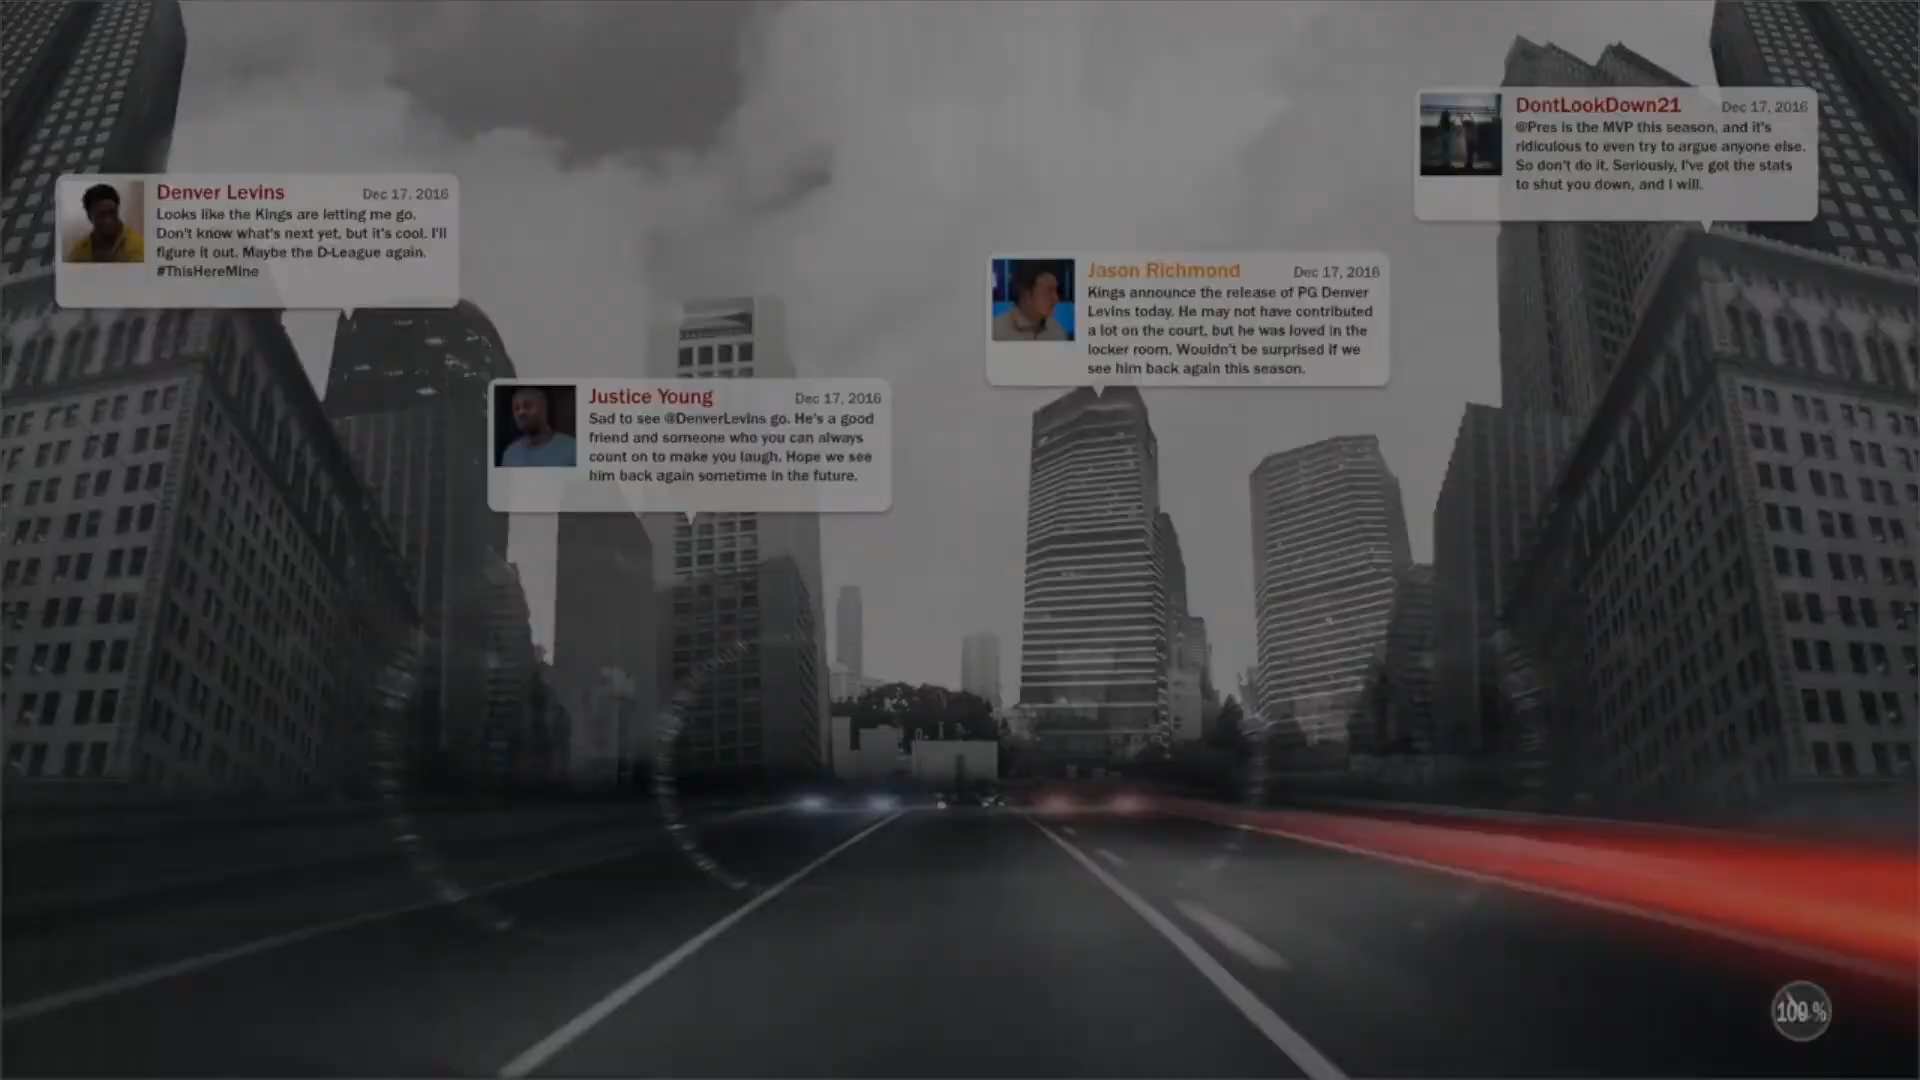 Denver Levins Dec 17, 2016
Looks like the Kings are letting me go.
Don't know what's next yet, but it's cool. I'll
figure it out. Maybe the D-League again.
#ThisHereMine
Justice Young Dec 17, 2016
Sad to see @DenverLevins go. He's a good
friend and someone who you can always
count on to make you laugh. Hope we see
him back again sometime in the future.
Jason Richmond Dec 17, 2016
Kings announce the release of PG Denver
Levins today. He may not have contributed
a lot on the court, but he was loved in the
locker room. Wouldn't be surprised if we
see him back again this season.
DontLookDown21 Dec 17, 2016
@Pres is the MVP this season, and it's
ridiculous to even try to argue anyone else.
So don't do it. Seriously, I've got the stats
to shut you down, and I will.
100 %